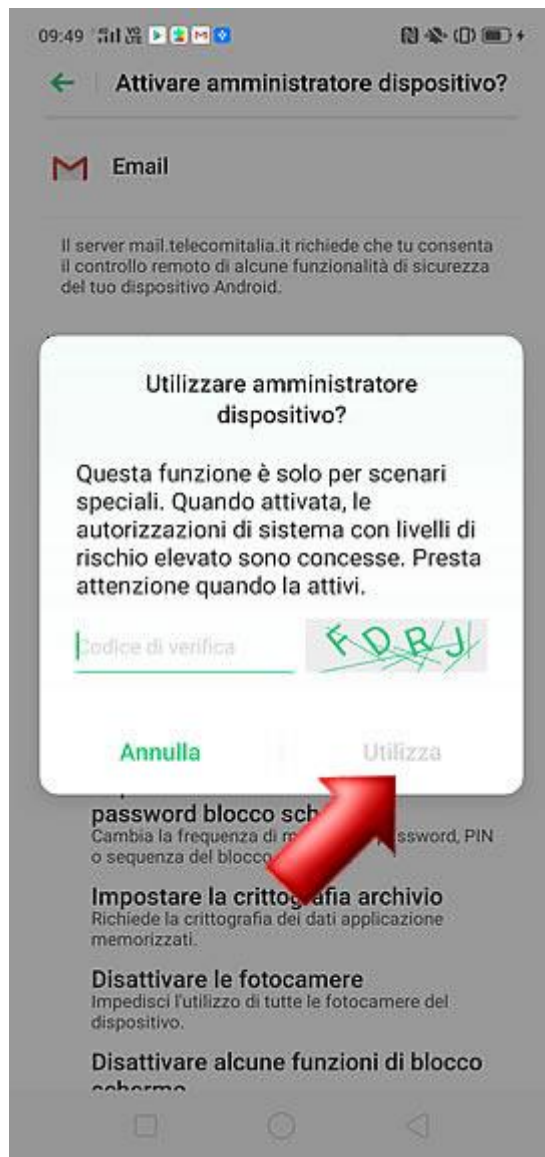 09:49
Attivare amministratore dispositivo?
Email
Il server mail.telecomitalia.it richiede che tu consenta
il controllo remoto di alcune funzionalità di sicurezza
del tuo dispositivo Android.
Utilizzare amministratore
dispositivo?
Questa funzione è solo per scenari
speciali. Quando attivata, le
autorizzazioni di sistema con livelli di
rischio elevato sono concesse. Presta
attenzione quando la attivi.
Codice di verifica
FDRJ
Annulla
Utilizza
password blocco
Cambia la frequenza di PIN
o sequenza del blocco
Impostare la crittografia archivio
Richiede la crittografia dei dati applicazione
memorizzati.
Disattivare le fotocamere
Impedisci l'utilizzo di tutte le fotocamere del
dispositivo.
Disattivare alcune funzioni di blocco
schermo